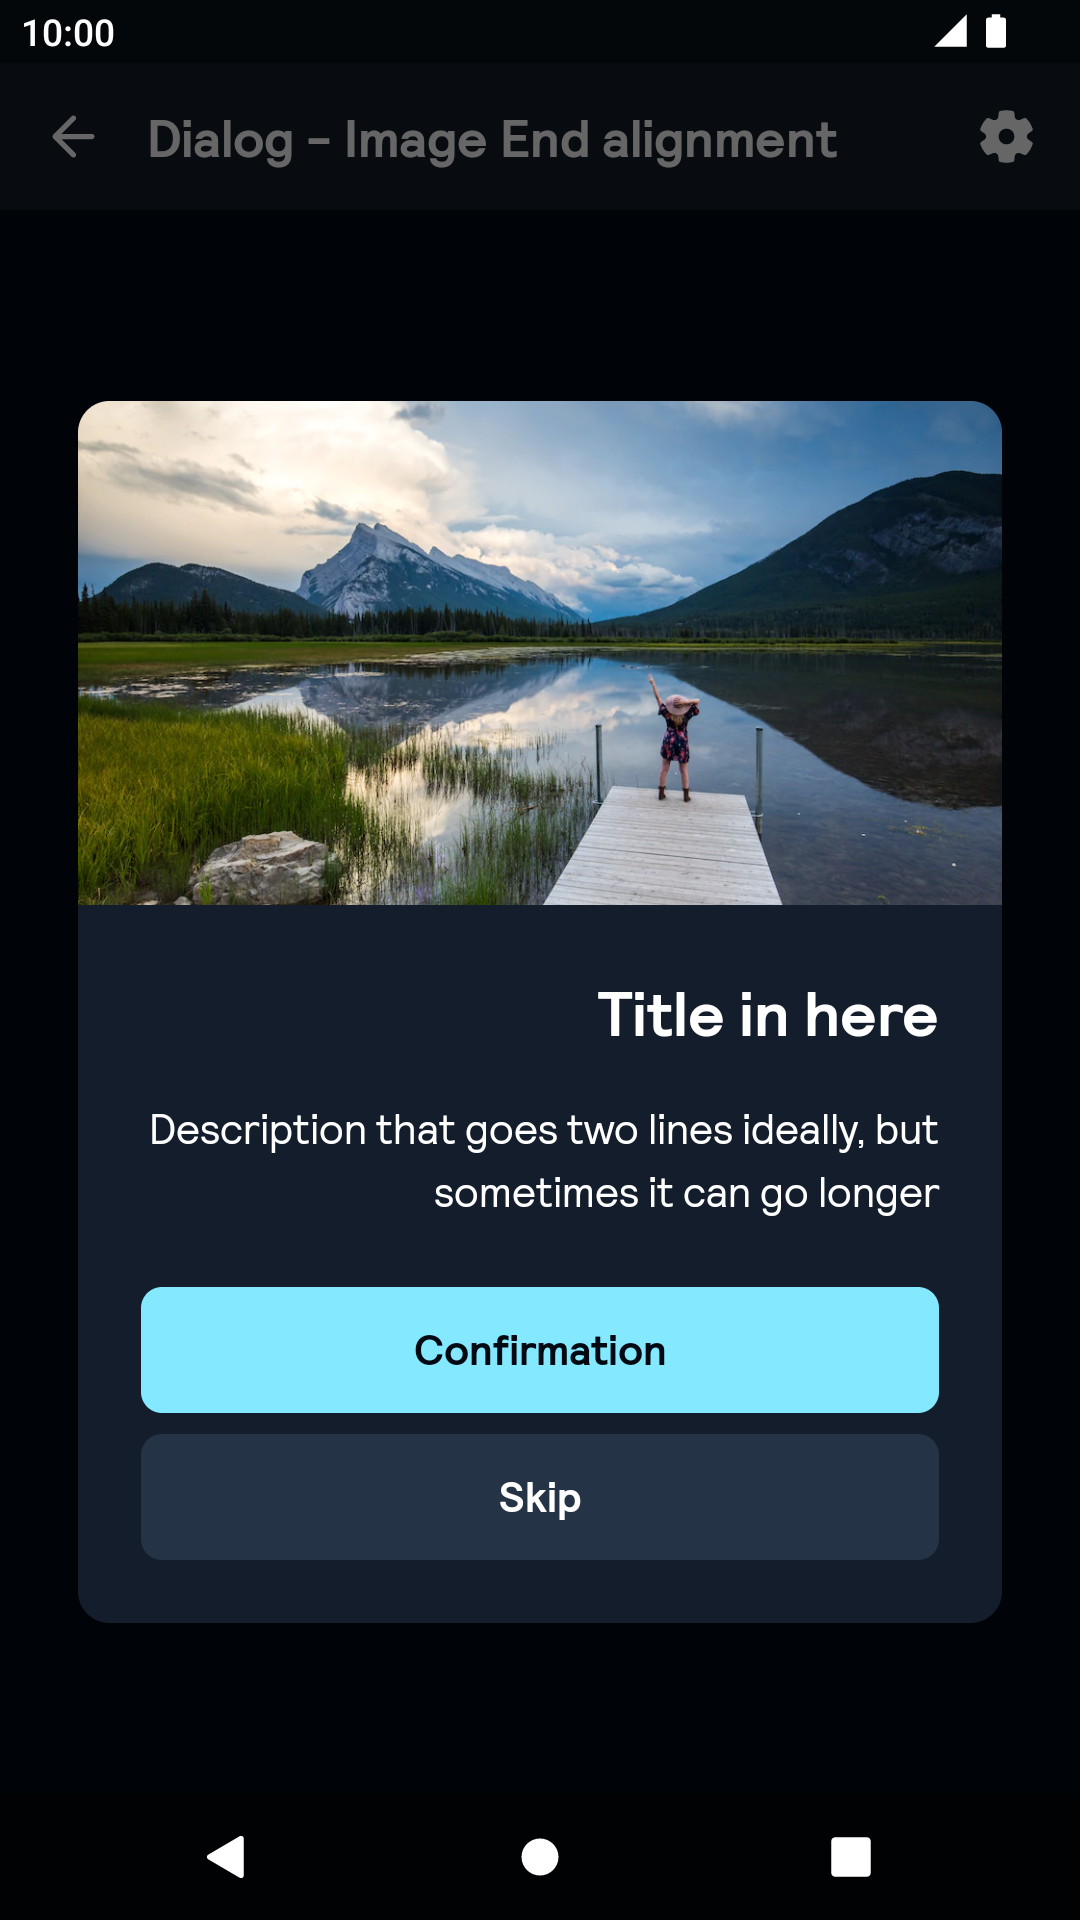 10:00
Dialog - Image End alignment
Title in here
Description that goes two lines ideally, but
sometimes it can go longer
Confirmation
Skip